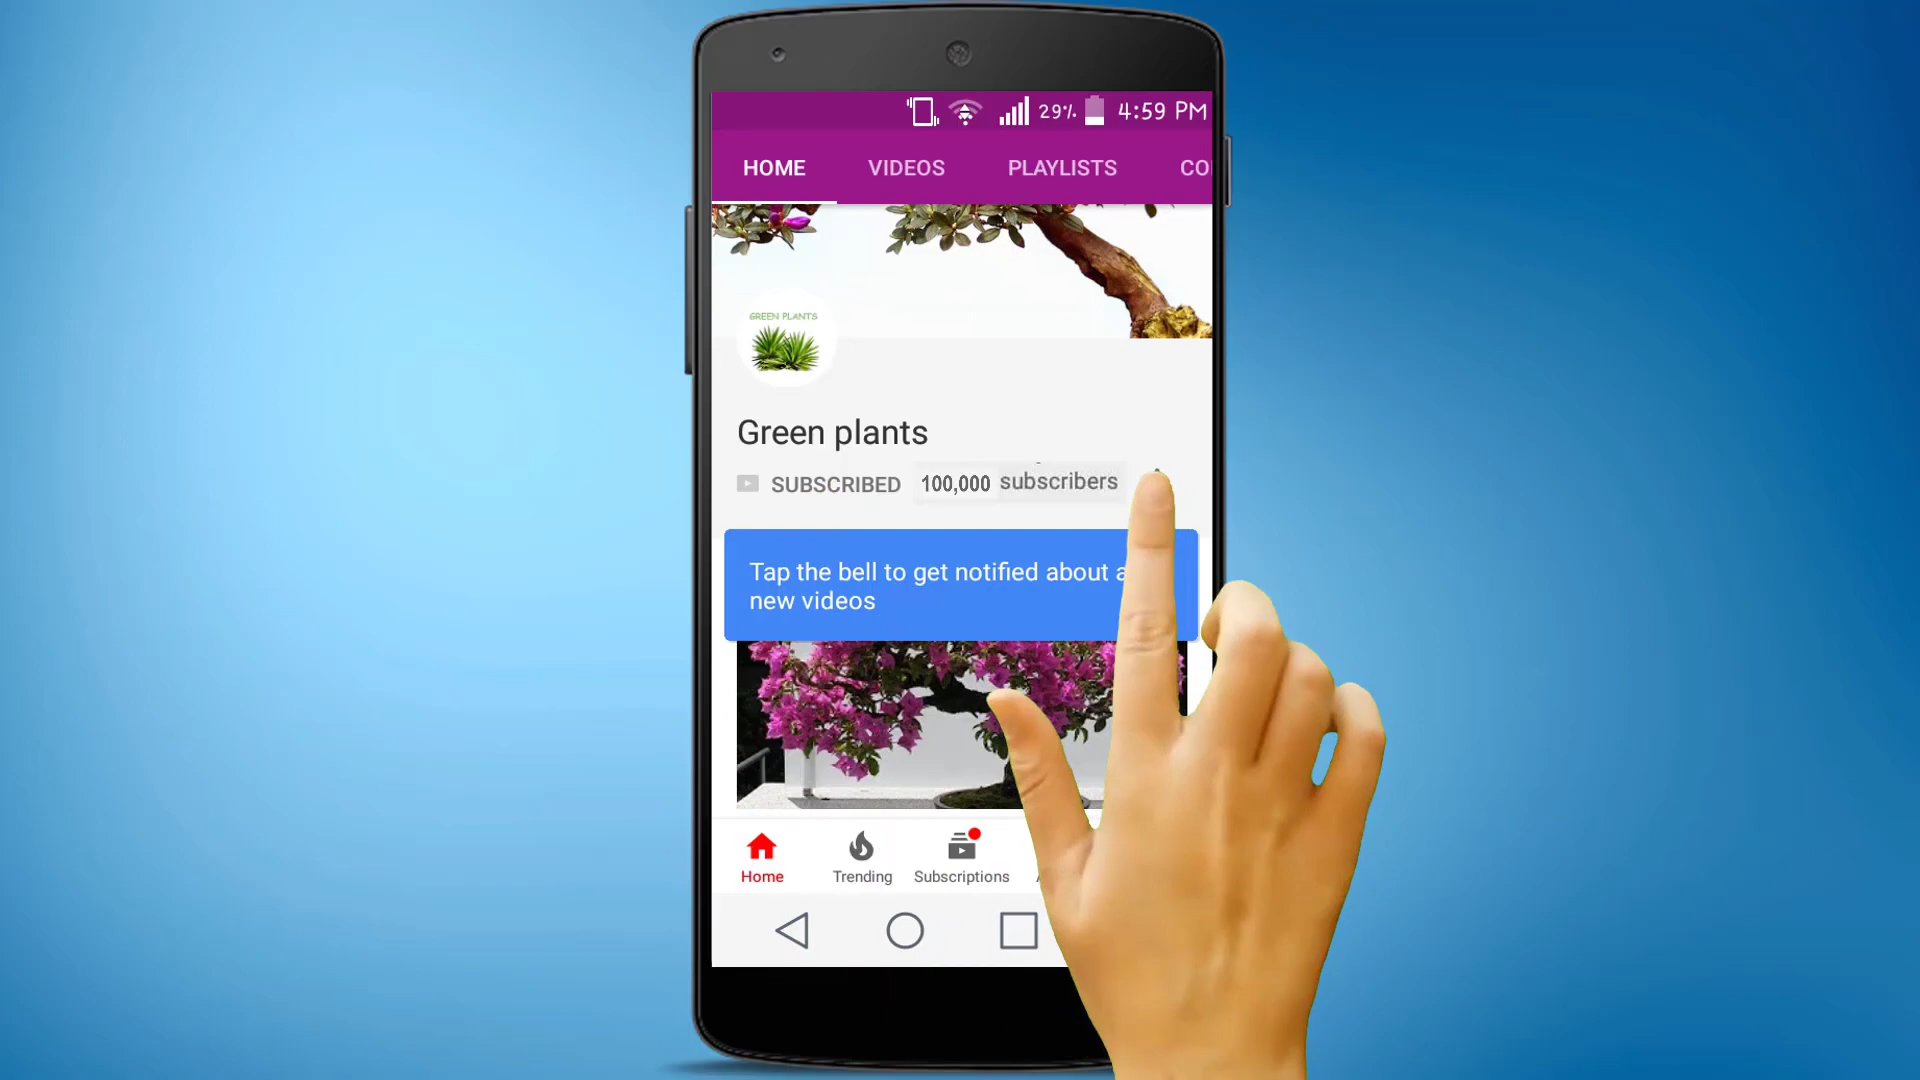 29% 4:59 PM
HOME VIDEOS PLAYLISTS CO
GREEN PLANTS
Green plants
SUBSCRIBED 100,000 subscribers
Tap the bell to get notified about
new videos
Home Trending Subscriptions